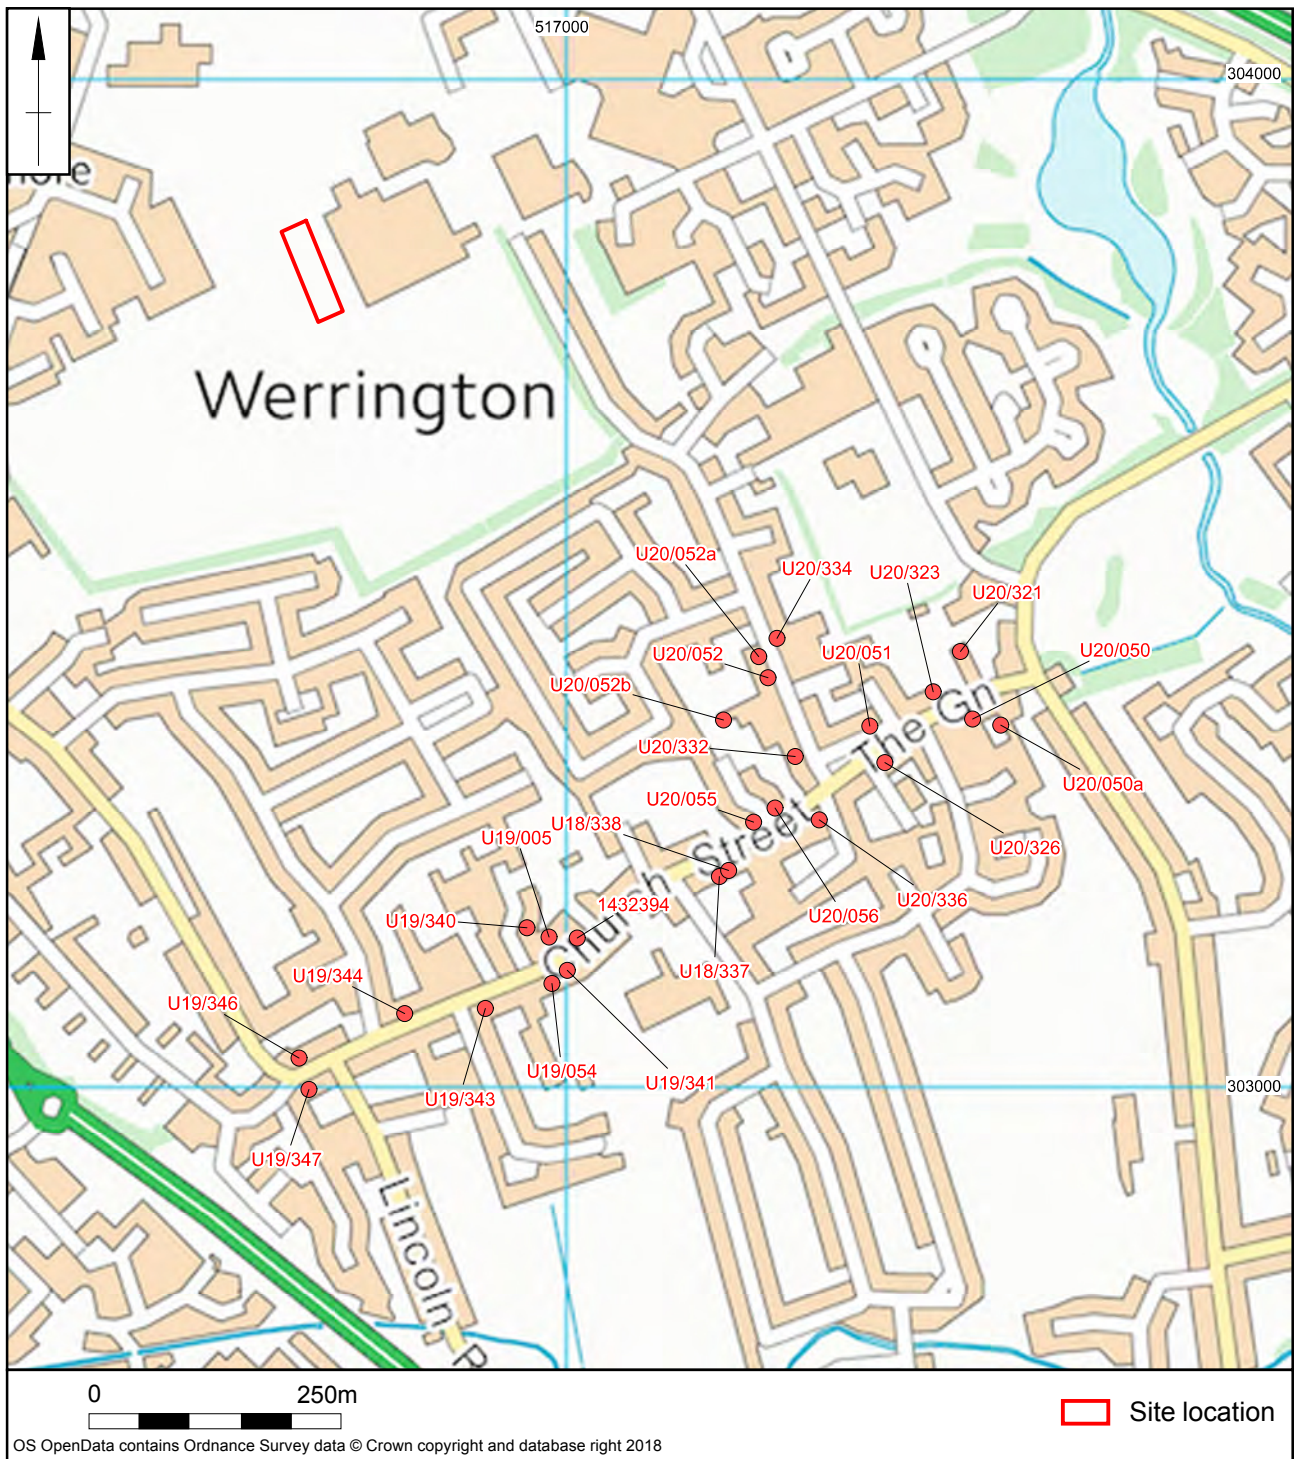 517000
304000
Werrington
U20/052a
U20/334
U20/323
U20/321
U20/052
U20/051
U20/050
U20/052b
U20/332
The Gn
U20/050a
U20/055
U18/338
U19/005
Church Street
U20/326
1432394
U20/336
U20/056
U19/340
U18/337
U19/344
U19/346
U19/054
U19/341
303000
U19/343
U19/347
Lincoln R
0 250m
Site location
OS OpenData contains Ordnance Survey data © Crown copyright and database right 2018